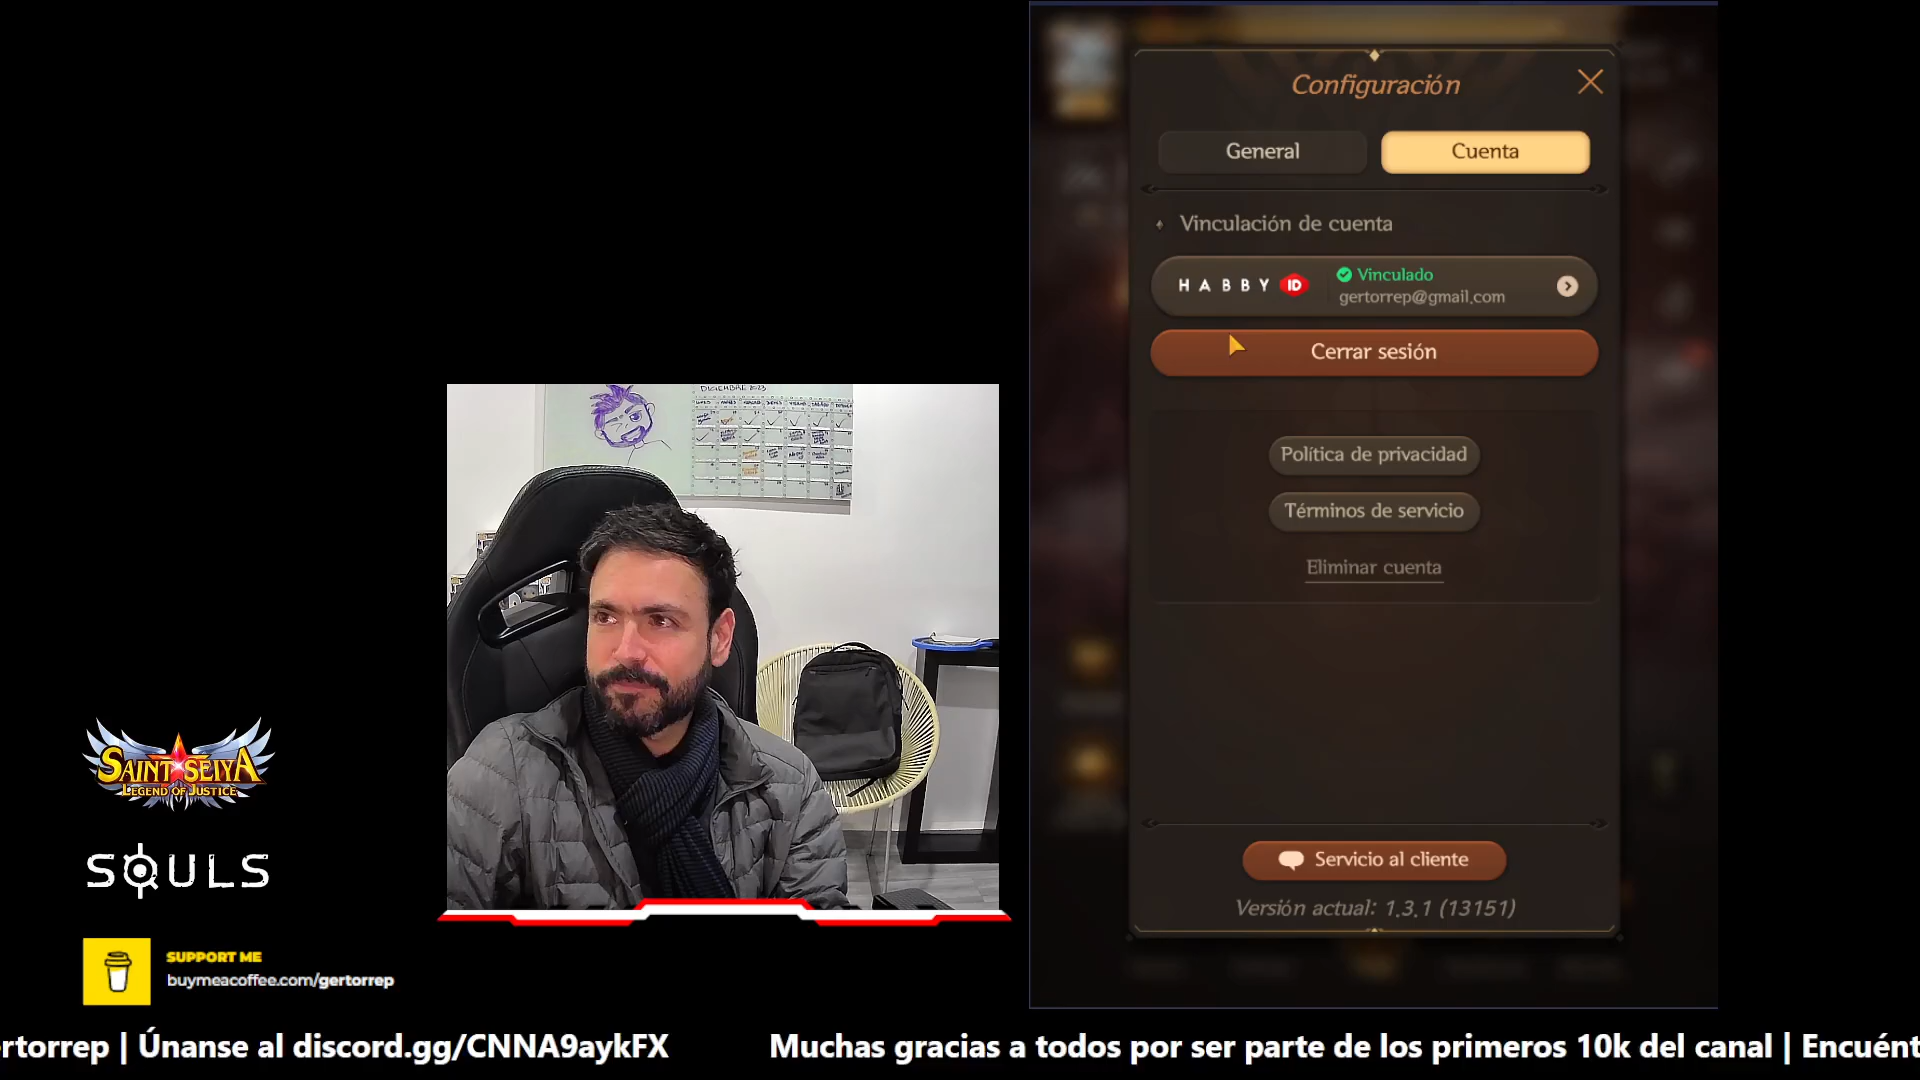 Configuración
General
Cuenta
Vinculación de cuenta
HABBY ID
Vinculado
gertorrep@gmail.com
Cerrar sesión
Política de privacidad
Términos de servicio
Eliminar cuenta
Servicio al cliente
Versión actual: 1.3.1 (13151)
DICIEMBRE 2023
SAINT SEIYA
LEGEND OF JUSTICE
SOULS
SUPPORT ME
buymeacoffee.com/gertorrep
rtorrep | Únanse al discord.gg/CNNA9aykFX Muchas gracias a todos por ser parte de los primeros 10k del canal | Encuént